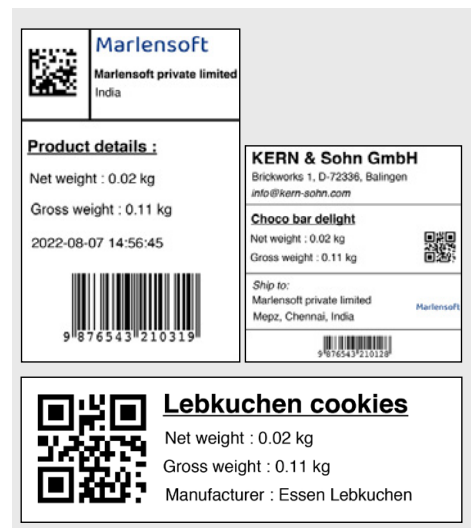 Marlensoft
Marlensoft private limited
India
Product details :
Net weight : 0.02 kg
Gross weight : 0.11 kg
2022-08-07 14:56:45
9 876543 210319
KERN & Sohn GmbH
Brickworks 1, D-72336, Balingen
info@kern-sohn.com
Choco bar delight
Net weight : 0.02 kg
Gross weight : 0.11 kg
Ship to:
Marlensoft private limited
Mepz, Chennai, India
Marlensoft
9 876543 210128
Lebkuchen cookies
Net weight : 0.02 kg
Gross weight : 0.11 kg
Manufacturer : Essen Lebkuchen